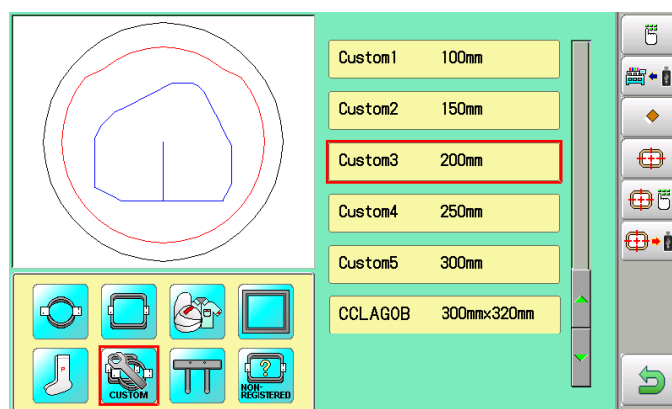 Custom1 100mm
Custom2 150mm
Custom3 200mm
Custom4 250mm
Custom5 300mm
CCLAGOB 300mm×320mm
P
CUSTOM
?
NON-
REGISTERED